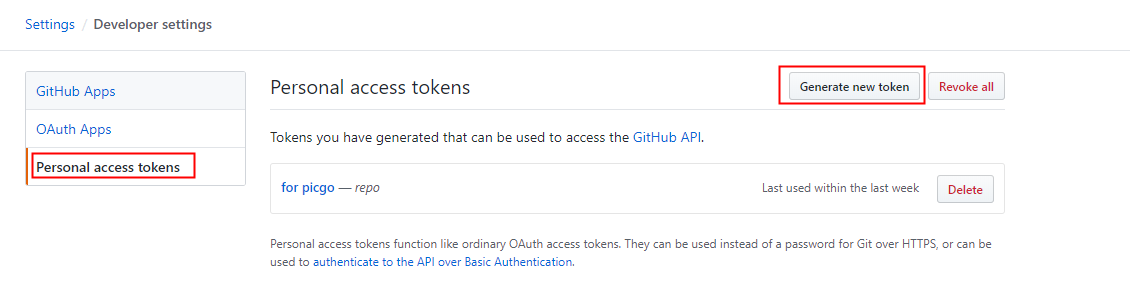 Settings / Developer settings
GitHub Apps
OAuth Apps
Personal access tokens
Personal access tokens
Generate new token
Revoke all
Tokens you have generated that can be used to access the GitHub API.
for picgo — repo
Last used within the last week
Delete
Personal access tokens function like ordinary OAuth access tokens. They can be used instead of a password for Git over HTTPS, or can be
used to authenticate to the API over Basic Authentication.